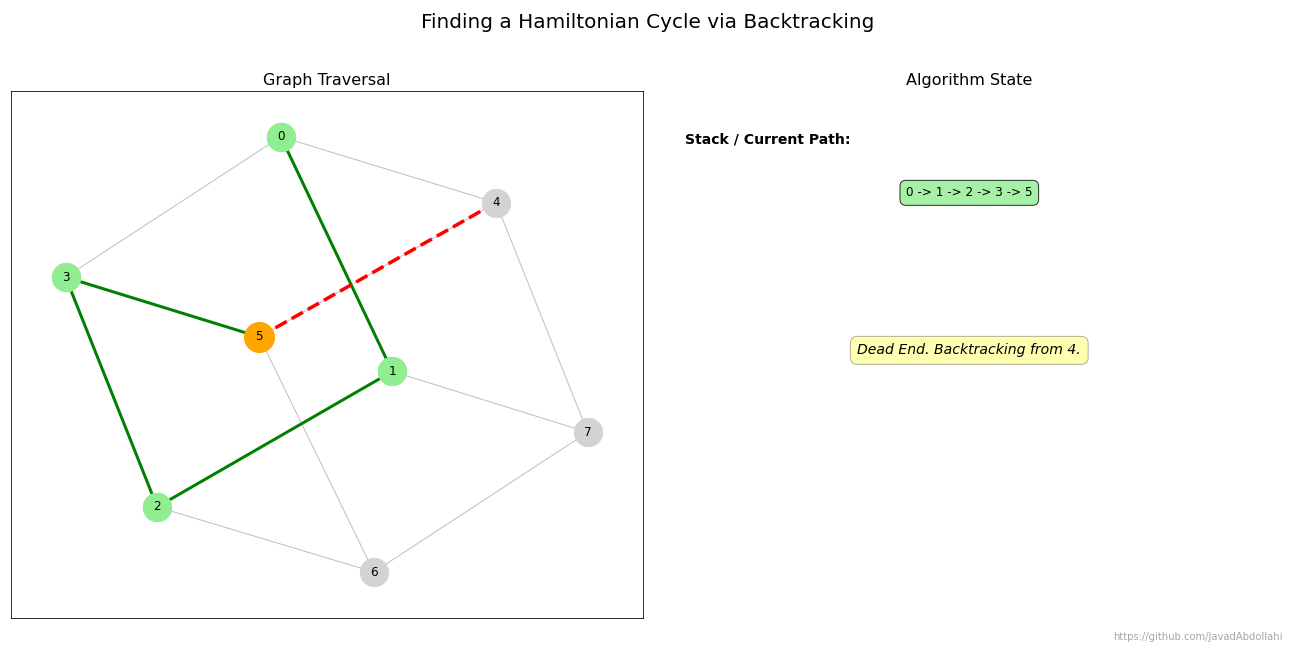 Finding a Hamiltonian Cycle via Backtracking
Graph Traversal
0
4
3
5
1
7
2
6
Algorithm State
Stack / Current Path:
0 -> 1 -> 2 -> 3 -> 5
Dead End. Backtracking from 4.
https://github.com/JavadAbdollahi